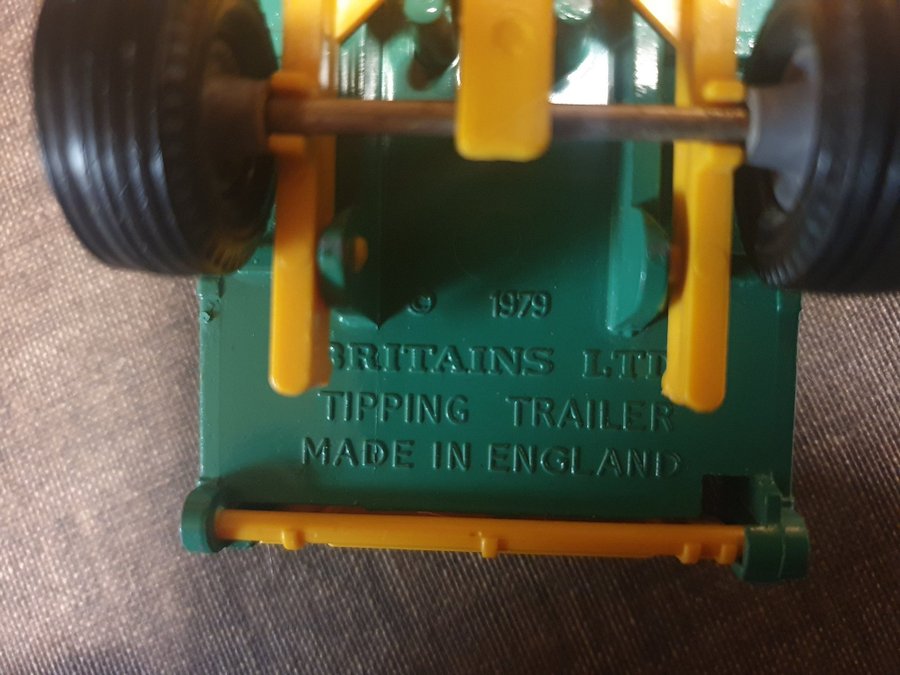 © 1979
BRITAINS LTD
TIPPING TRAILER
MADE IN ENGLAND